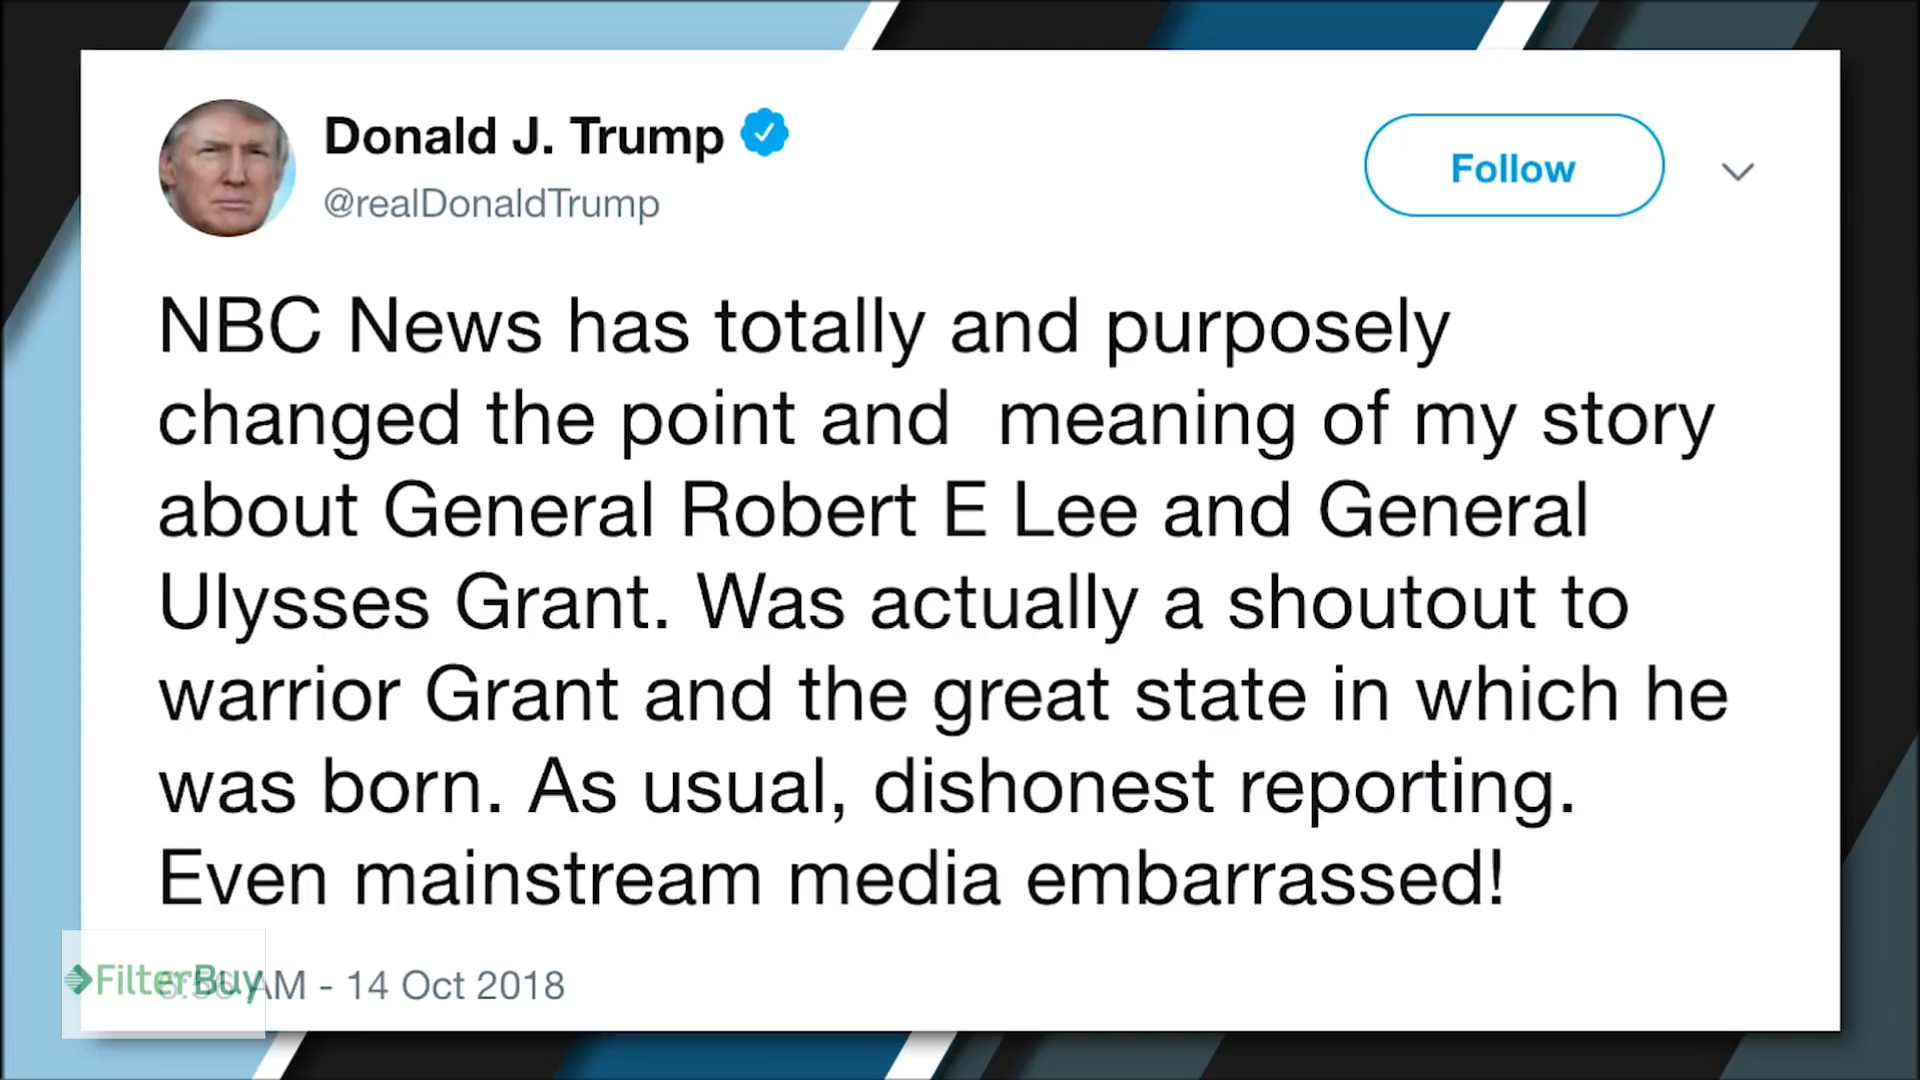 Donald J. Trump
@realDonaldTrump
Follow
NBC News has totally and purposely
changed the point and  meaning of my story
about General Robert E Lee and General
Ulysses Grant. Was actually a shoutout to
warrior Grant and the great state in which he
was born. As usual, dishonest reporting.
Even mainstream media embarrassed!
AM - 14 Oct 2018
FilterBuy